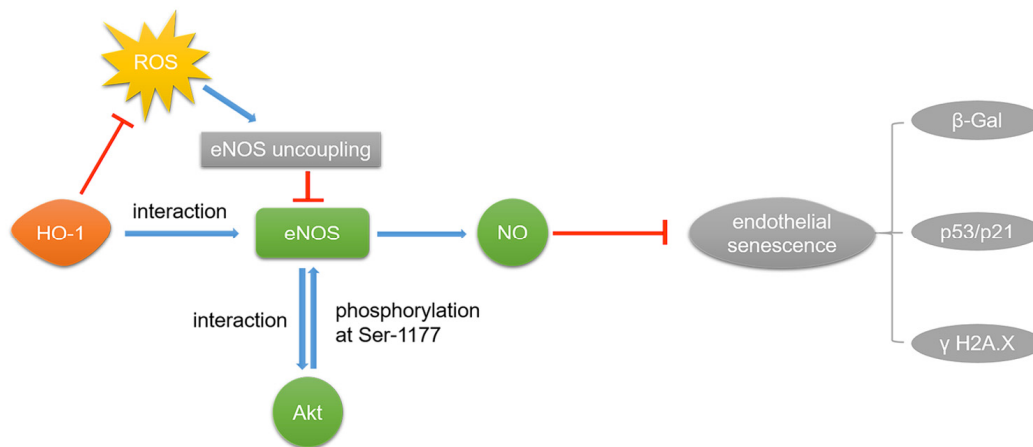 ROS
eNOS uncoupling
HO-1
interaction
eNOS
NO
endothelial
senescence
β-Gal
p53/p21
γ H2A.X
interaction
phosphorylation
at Ser-1177
Akt